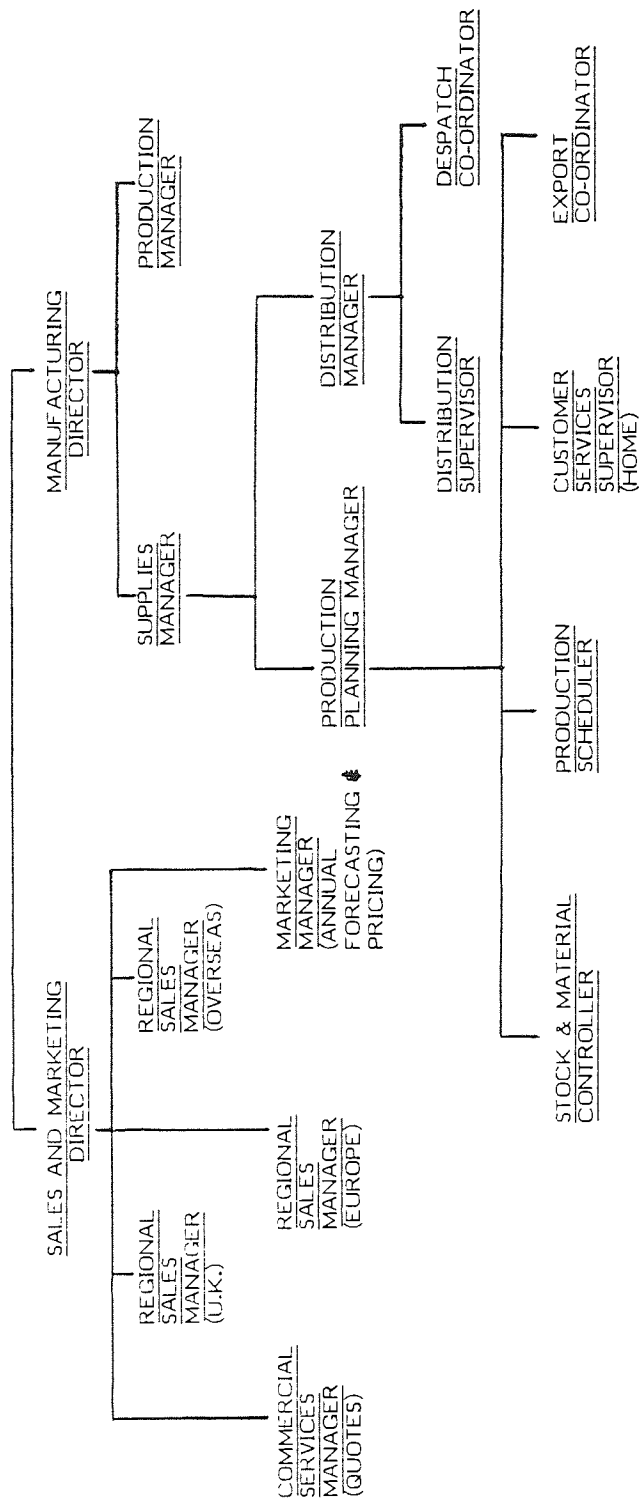 SALES AND MARKETING
DIRECTOR
MANUFACTURING
DIRECTOR
REGIONAL
SALES
MANAGER
(U.K.)
REGIONAL
SALES
MANAGER
(OVERSEAS)
SUPPLIES
MANAGER
PRODUCTION
MANAGER
COMMERCIAL
SERVICES
MANAGER
(QUOTES)
REGIONAL
SALES
MANAGER
(EUROPE)
MARKETING
MANAGER
(ANNUAL
FORECASTING &
PRICING)
PRODUCTION
PLANNING MANAGER
DISTRIBUTION
MANAGER
DISTRIBUTION
SUPERVISOR
DESPATCH
CO-ORDINATOR
STOCK & MATERIAL
CONTROLLER
PRODUCTION
SCHEDULER
CUSTOMER
SERVICES
SUPERVISOR
(HOME)
EXPORT
CO-ORDINATOR